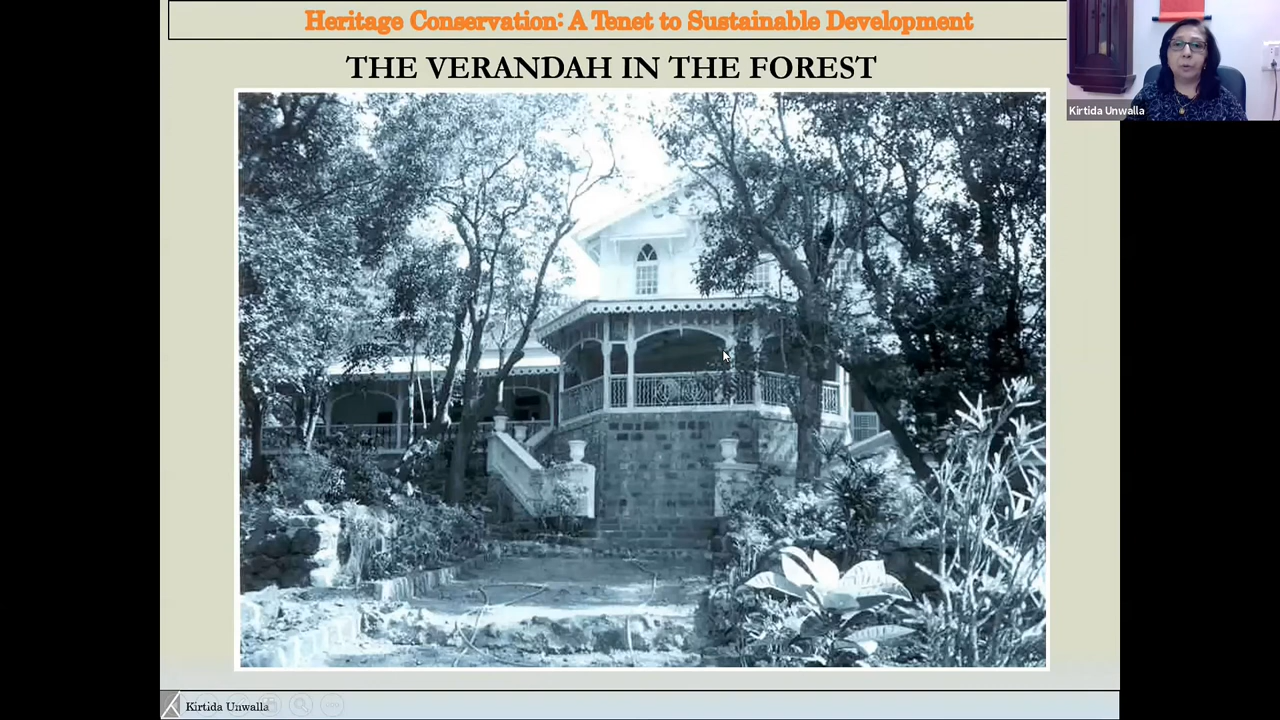 Heritage Conservation: A Tenet to Sustainable Development
THE VERANDAH IN THE FOREST
Kirtida Unwalla
Kirtida Unwalla